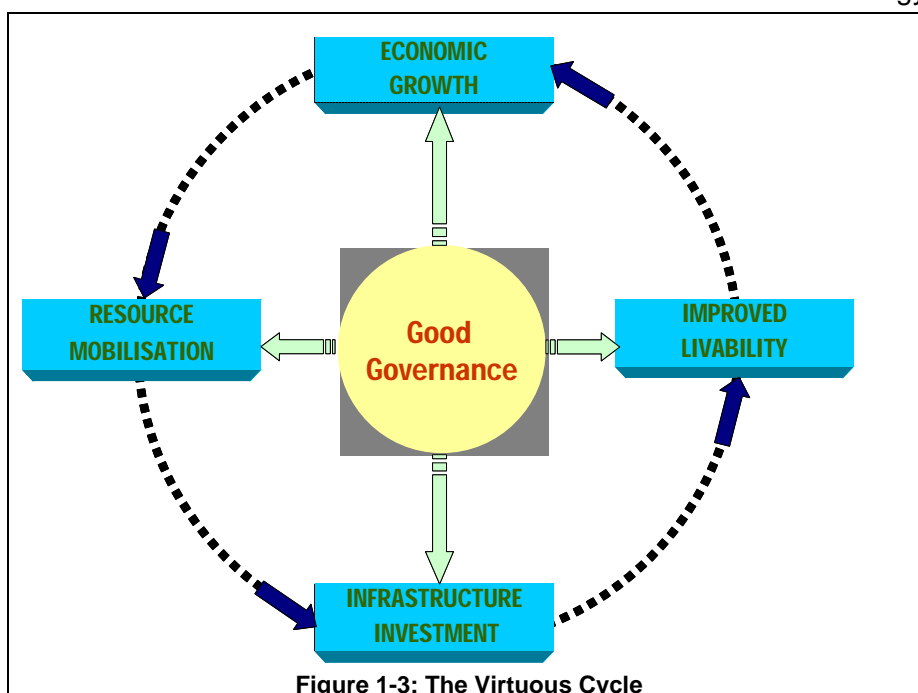 ECONOMIC
GROWTH
RESOURCE
MOBILISATION
Good
Governance
IMPROVED
LIVABILITY
INFRASTRUCTURE
INVESTMENT
Figure 1-3: The Virtuous Cycle